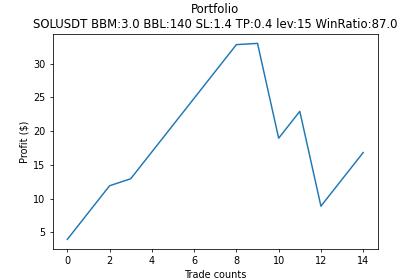 Portfolio
SOLUSDT BBM:3.0 BBL:140 SL:1.4 TP:0.4 lev:15 WinRatio:87.0
30
25
20
15
10
5
Profit ($)
0 2 4 6 8 10 12 14
Trade counts